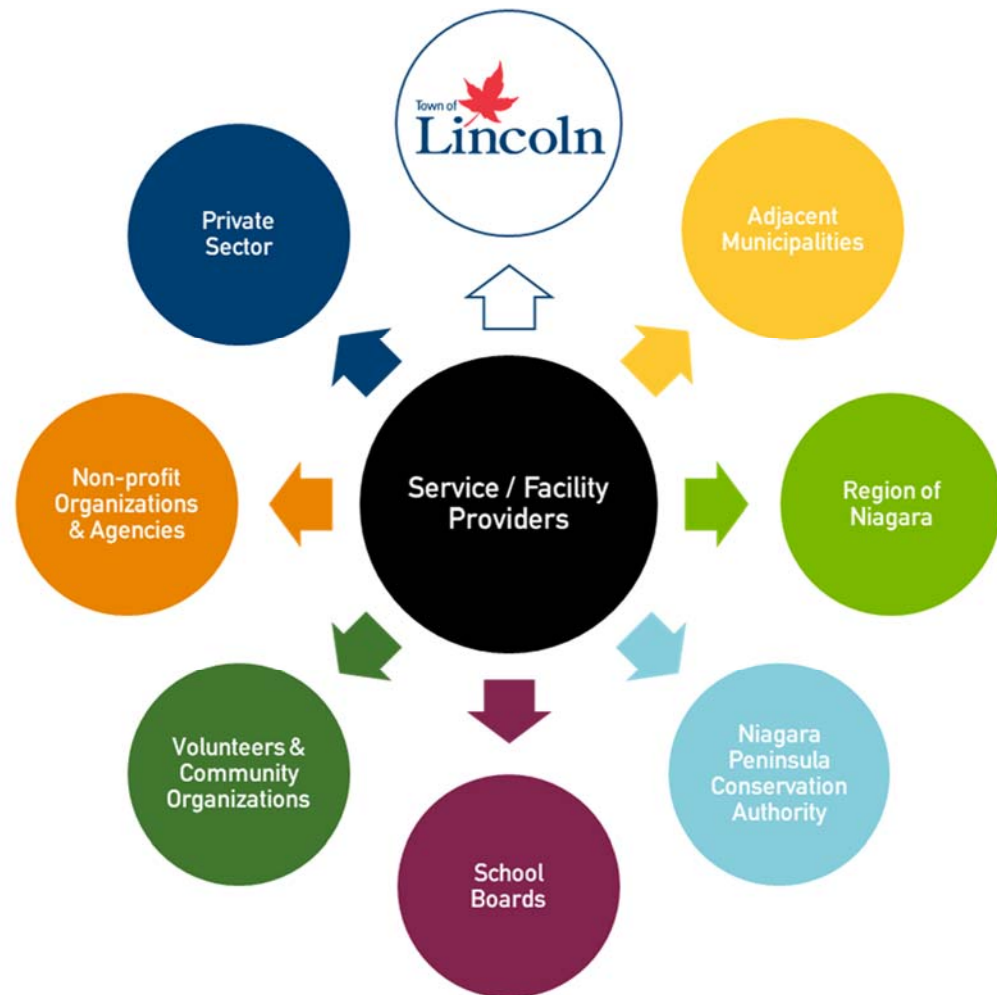 Town of
Lincoln
Private
Sector
Adjacent
Municipalities
Non-profit
Organizations
& Agencies
Service / Facility
Providers
Region of
Niagara
Volunteers &
Community
Organizations
Niagara
Peninsula
Conservation
Authority
School
Boards